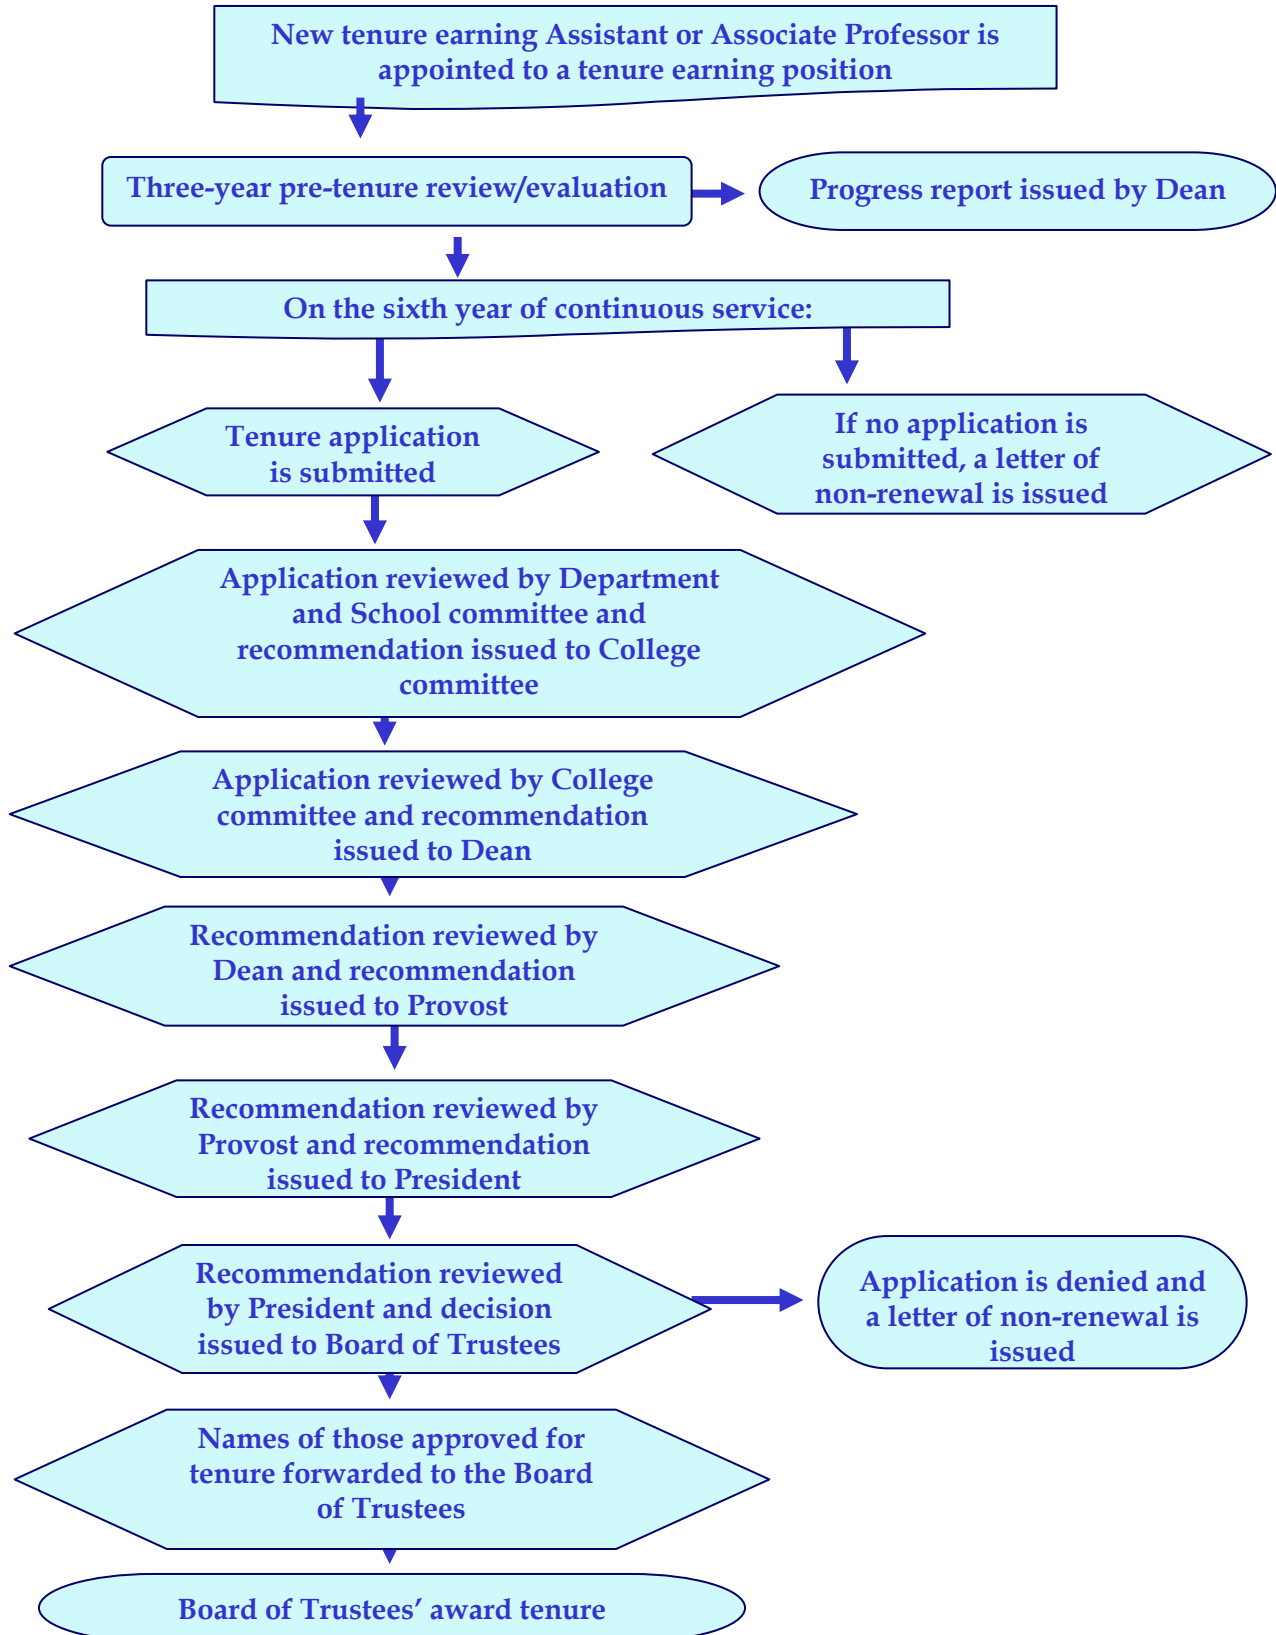 New tenure earning Assistant or Associate Professor is
appointed to a tenure earning position
Three-year pre-tenure review/evaluation
Progress report issued by Dean
On the sixth year of continuous service:
Tenure application
is submitted
If no application is
submitted, a letter of
non-renewal is issued
Application reviewed by Department
and School committee and
recommendation issued to College
committee
Application reviewed by College
committee and recommendation
issued to Dean
Recommendation reviewed by
Dean and recommendation
issued to Provost
Recommendation reviewed by
Provost and recommendation
issued to President
Recommendation reviewed
by President and decision
issued to Board of Trustees
Application is denied and
a letter of non-renewal is
issued
Names of those approved for
tenure forwarded to the Board
of Trustees
Board of Trustees’ award tenure